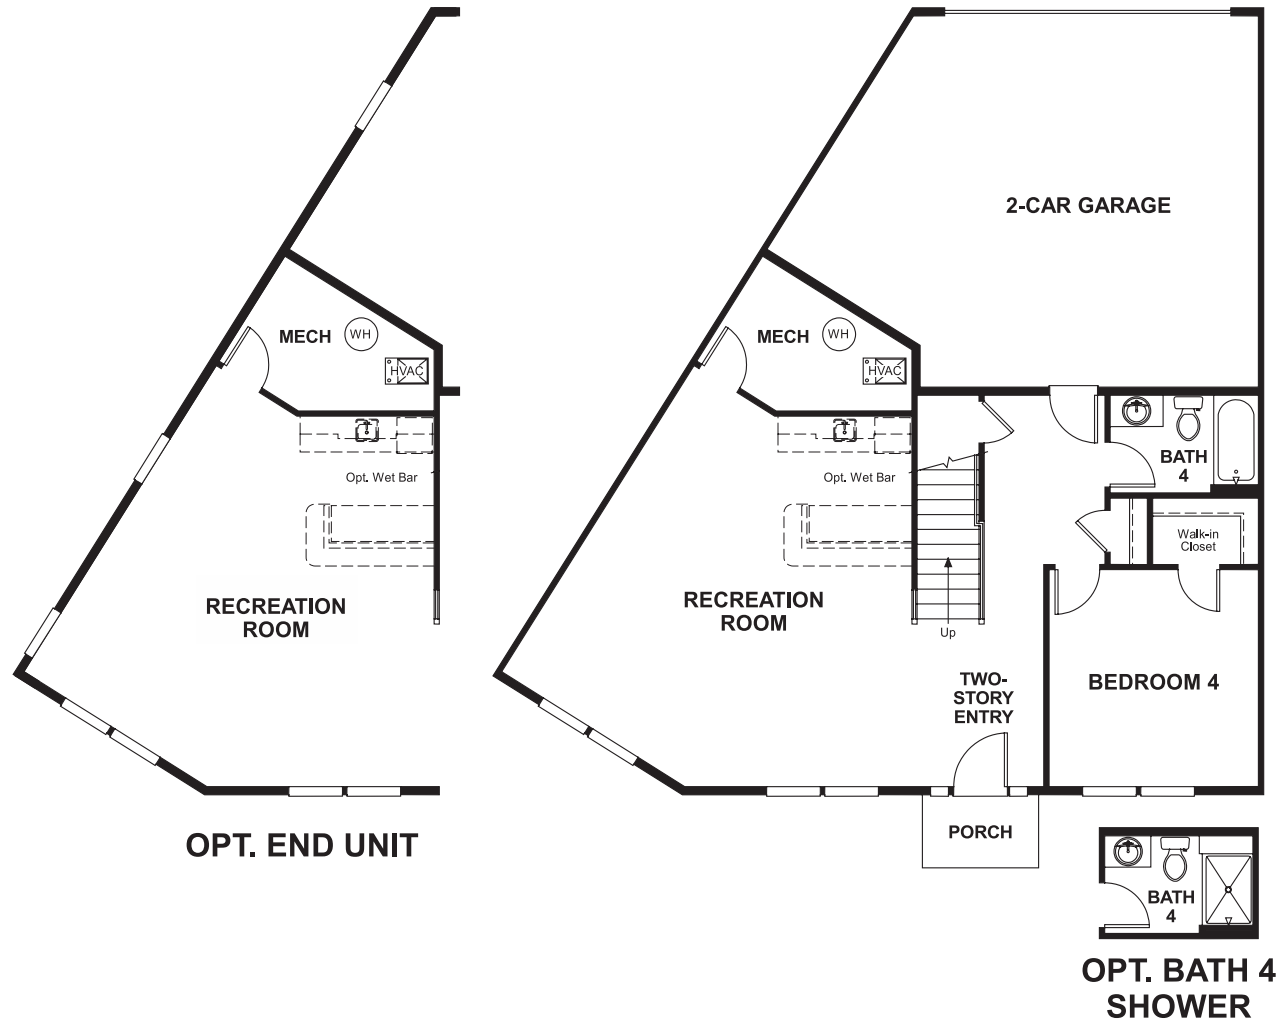 2-CAR GARAGE
MECH
WH
HVAC
Opt. Wet Bar
RECREATION
ROOM
OPT. END UNIT
MECH
WH
HVAC
Opt. Wet Bar
RECREATION
ROOM
Up
TWO-
STORY
ENTRY
PORCH
BATH
4
Walk-in
Closet
BEDROOM 4
BATH
4
OPT. BATH 4
SHOWER